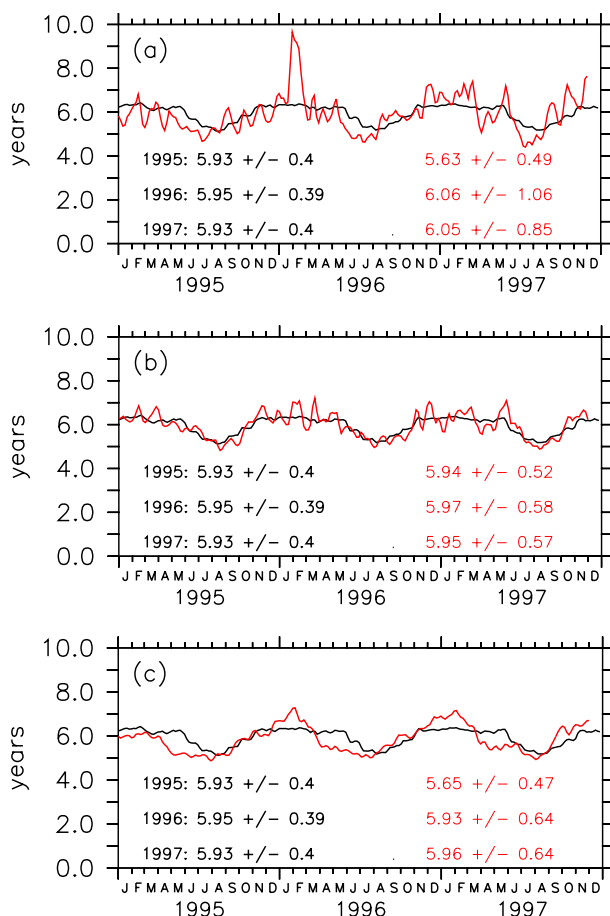 10.0
(a)
8.0
6.0
years
4.0
1995: 5.93 +/− 0.4 5.63 +/− 0.49
1996: 5.95 +/− 0.39 6.06 +/− 1.06
2.0
1997: 5.93 +/− 0.4 6.05 +/− 0.85
0.0
J F M A M J J A S O N D J F M A M J J A S O N D J F M A M J J A S O N D
1995 1996 1997
10.0
(b)
8.0
6.0
years
4.0
1995: 5.93 +/− 0.4 5.94 +/− 0.52
1996: 5.95 +/− 0.39 5.97 +/− 0.58
2.0
1997: 5.93 +/− 0.4 5.95 +/− 0.57
0.0
J F M A M J J A S O N D J F M A M J J A S O N D J F M A M J J A S O N D
1995 1996 1997
10.0
(c)
8.0
6.0
years
4.0
1995: 5.93 +/− 0.4 5.65 +/− 0.47
1996: 5.95 +/− 0.39 5.93 +/− 0.64
2.0
1997: 5.93 +/− 0.4 5.96 +/− 0.64
0.0
J F M A M J J A S O N D J F M A M J J A S O N D J F M A M J J A S O N D
1995 1996 1997